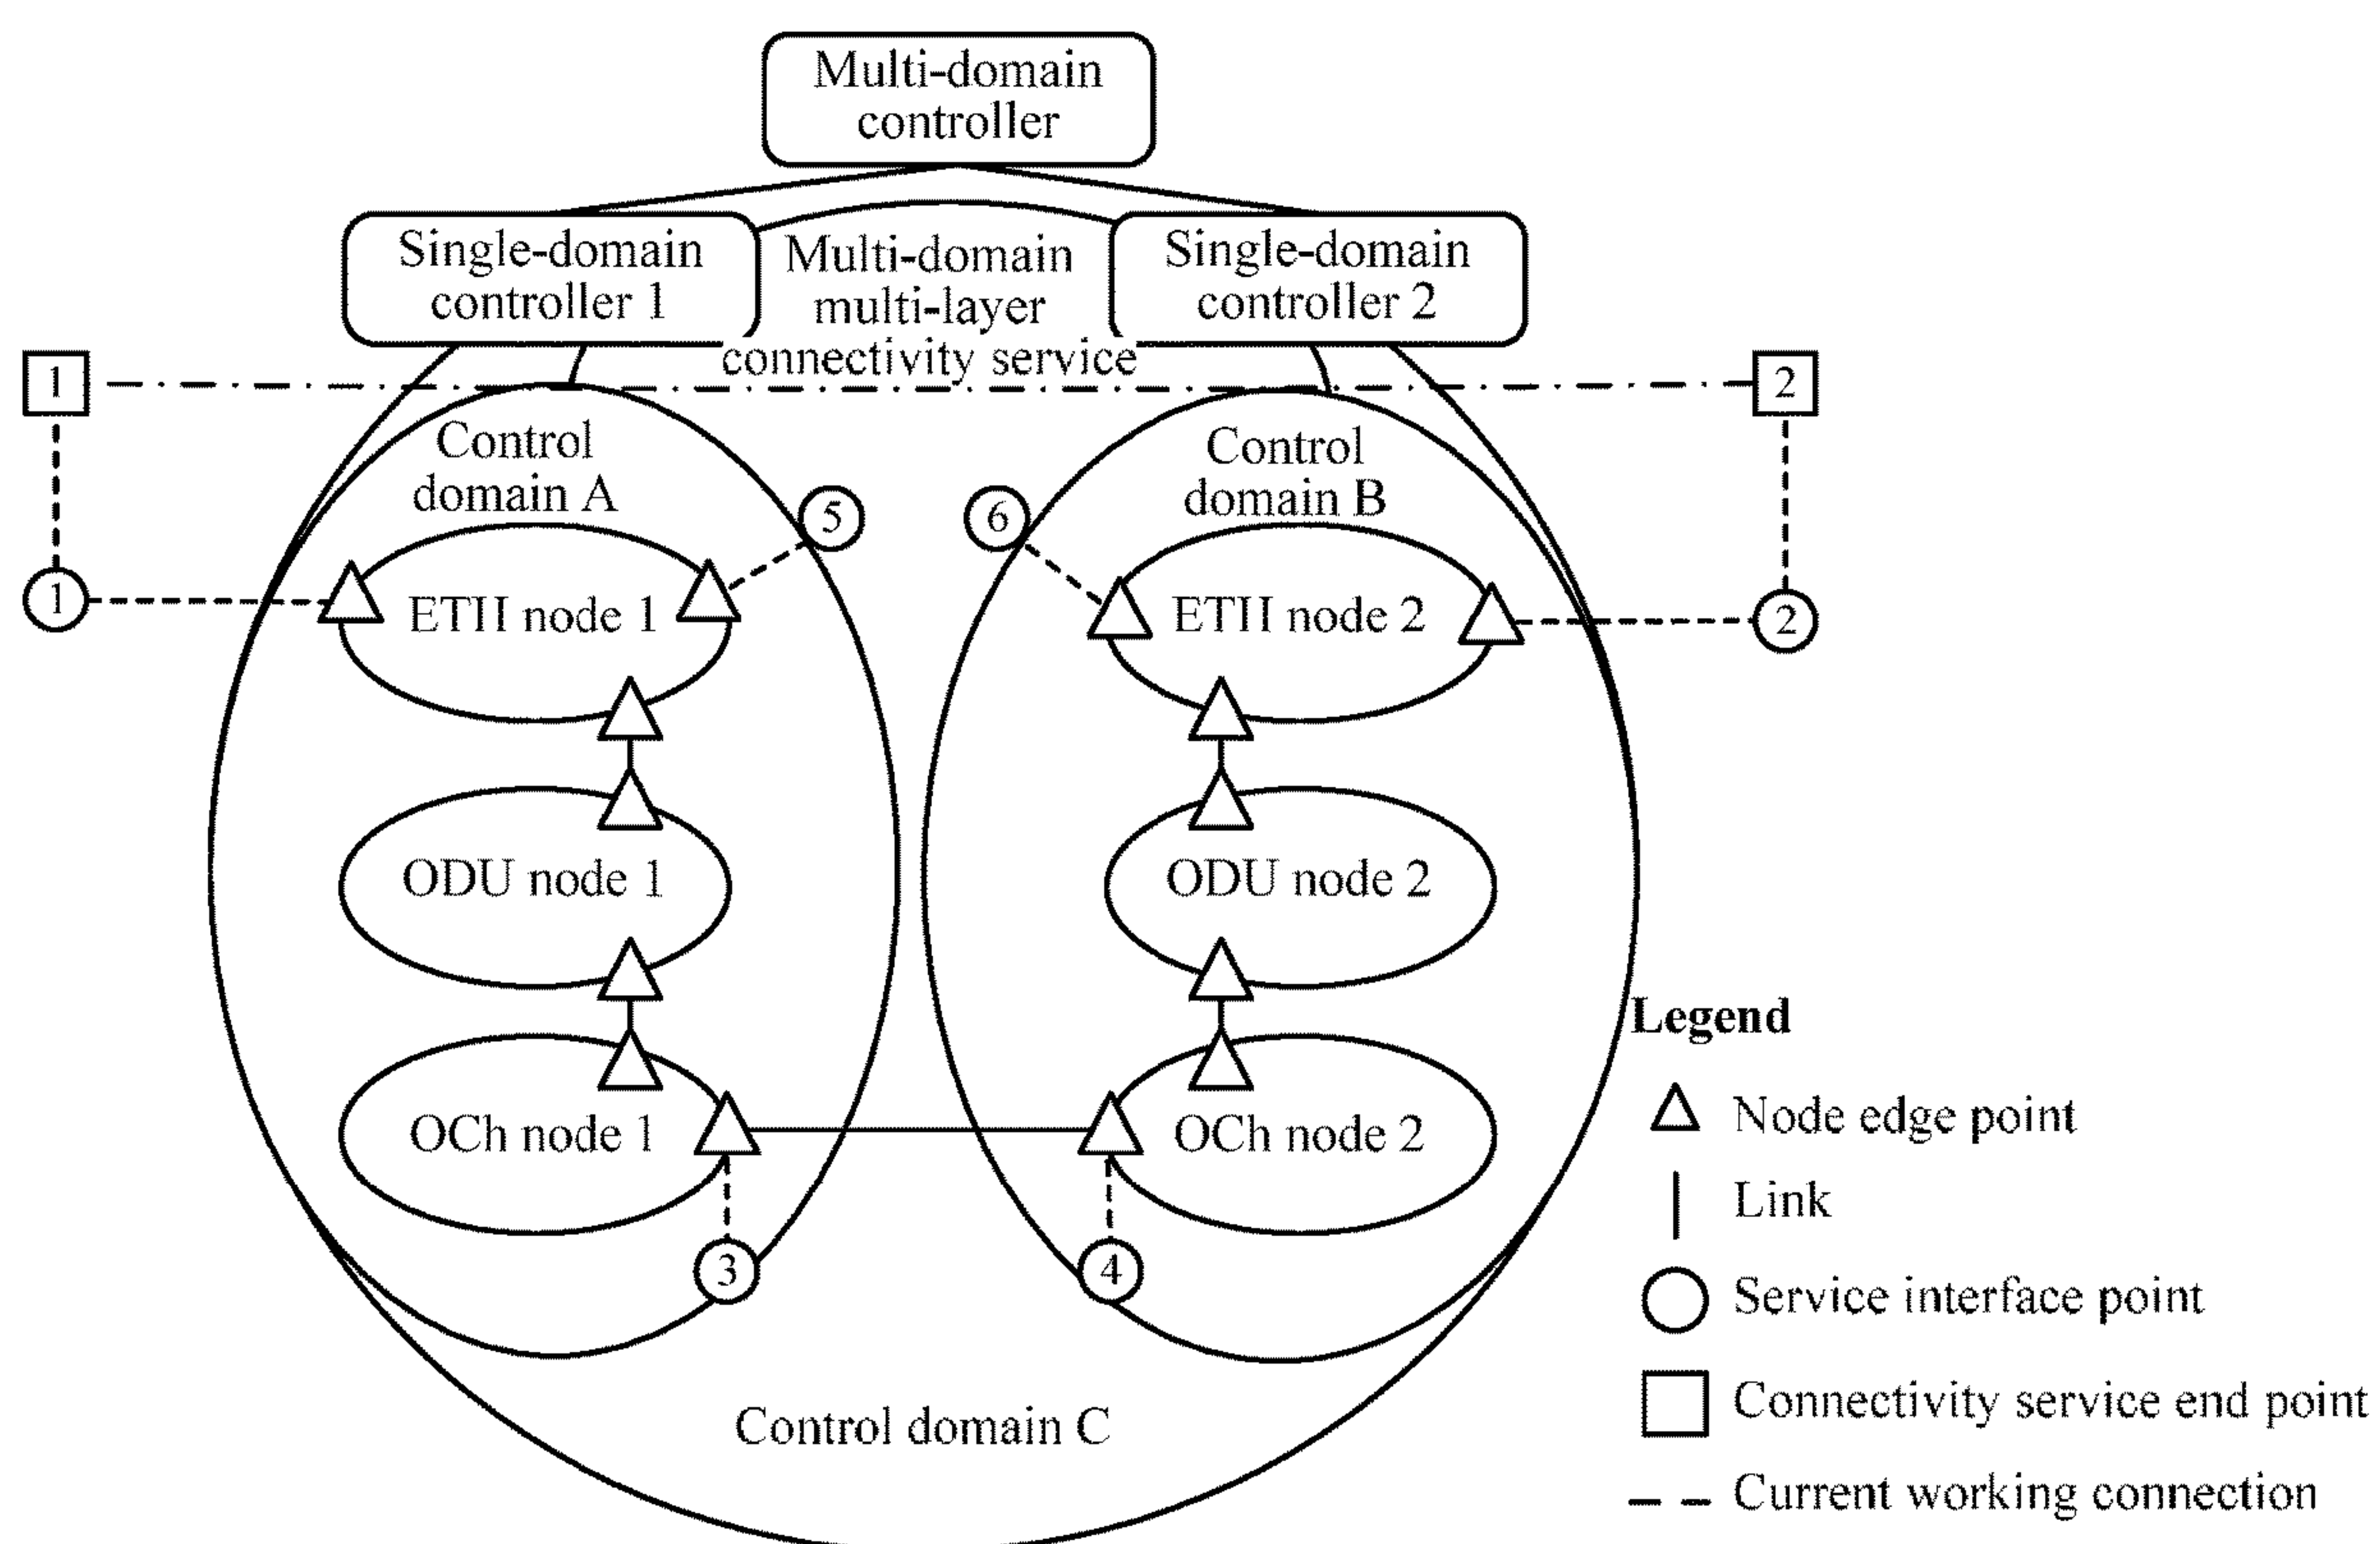 Multi-domain
controller
Single-domain
controller 1
Multi-domain
multi-layer
connectivity service
Single-domain
controller 2
1
2
Control
domain A
Control
domain B
5
6
1
ETH node 1
ETH node 2
2
ODU node 1
ODU node 2
OCh node 1
OCh node 2
3
4
Control domain C
Legend
Node edge point
Link
Service interface point
Connectivity service end point
Current working connection